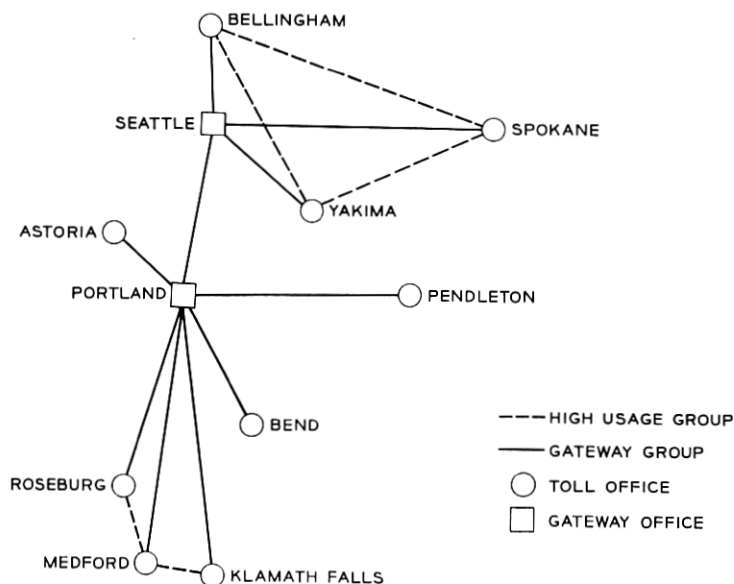 BELLINGHAM
SEATTLE
SPOKANE
YAKIMA
ASTORIA
PORTLAND
PENDLETON
BEND
HIGH USAGE GROUP
GATEWAY GROUP
ROSEBURG
TOLL OFFICE
GATEWAY OFFICE
MEDFORD
KLAMATH FALLS